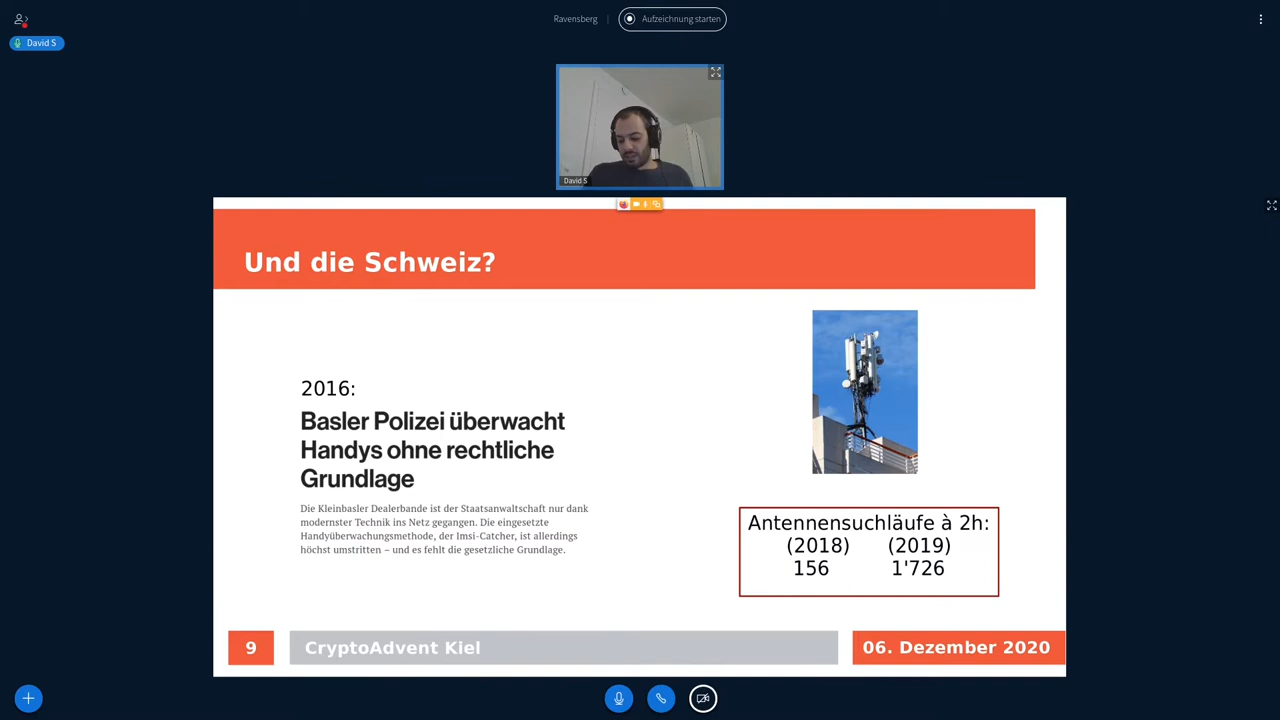 Ravensberg
Aufzeichnung starten
David S
David S
Und die Schweiz?
2016:
Basler Polizei überwacht
Handys ohne rechtliche
Grundlage
Die Kleinbasler Dealerbande ist der Staatsanwaltschaft nur dank
modernster Technik ins Netz gegangen. Die eingesetzte
Handyüberwachungsmethode, der Imsi-Catcher, ist allerdings
höchst umstritten – und es fehlt die gesetzliche Grundlage.
Antennensuchläufe à 2h:
(2018) (2019)
156 1'726
9
CryptoAdvent Kiel
06. Dezember 2020